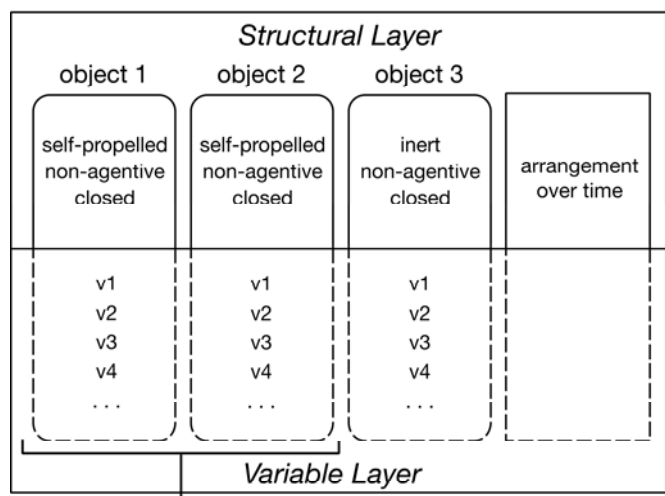 Structural Layer
object 1
object 2
object 3
self-propelled
non-agentive
closed
self-propelled
non-agentive
closed
inert
non-agentive
closed
arrangement
over time
v1
v2
v3
v4
. . .
v1
v2
v3
v4
. . .
v1
v2
v3
v4
. . .
Variable Layer